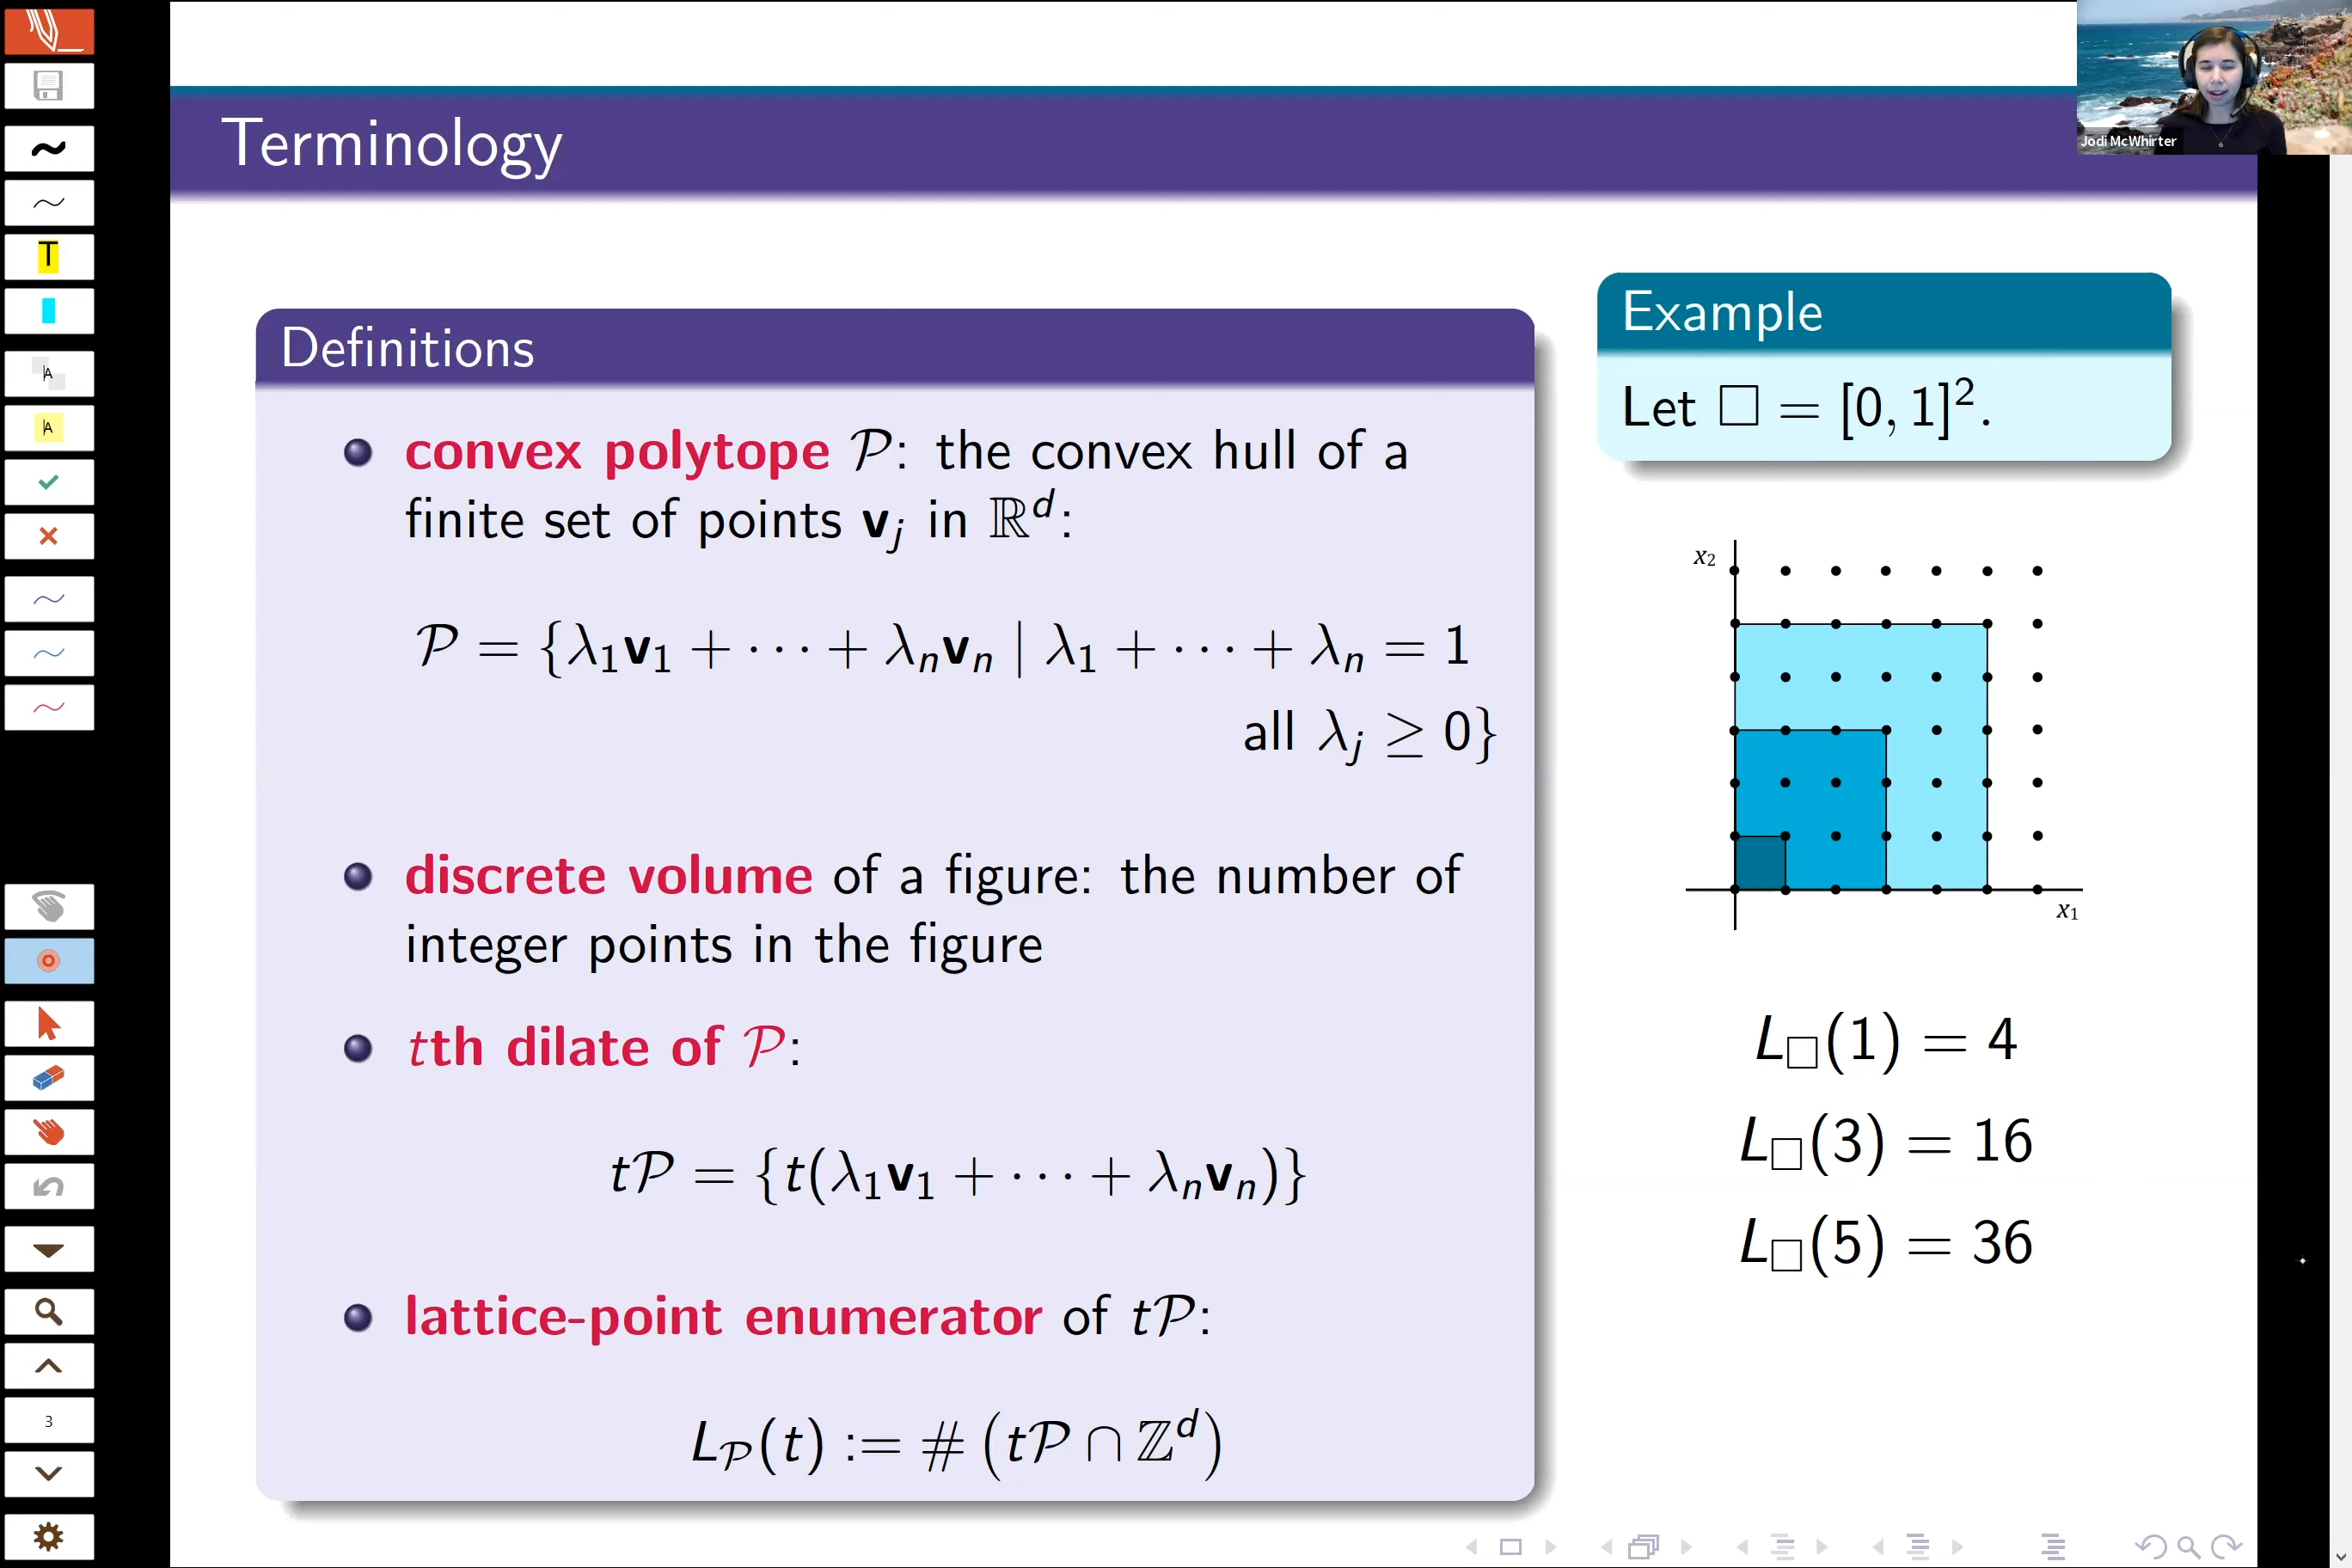 Jodi McWhirter
Terminology
Definitions
convex polytope 𝒫: the convex hull of a
finite set of points v_j in ℝ^d:
𝒫 = {λ₁v₁ + ⋯ + λₙvₙ | λ₁ + ⋯ + λₙ = 1
all λ_j ≥ 0}
discrete volume of a figure: the number of
integer points in the figure
tth dilate of 𝒫:
t𝒫 = {t(λ₁v₁ + ⋯ + λₙvₙ)}
lattice-point enumerator of t𝒫:
L_𝒫(t) := # (t𝒫 ∩ ℤ^d)
Example
Let □ = [0, 1]².
x₂
x₁
L_□(1) = 4
L_□(3) = 16
L_□(5) = 36
T
A
A
3